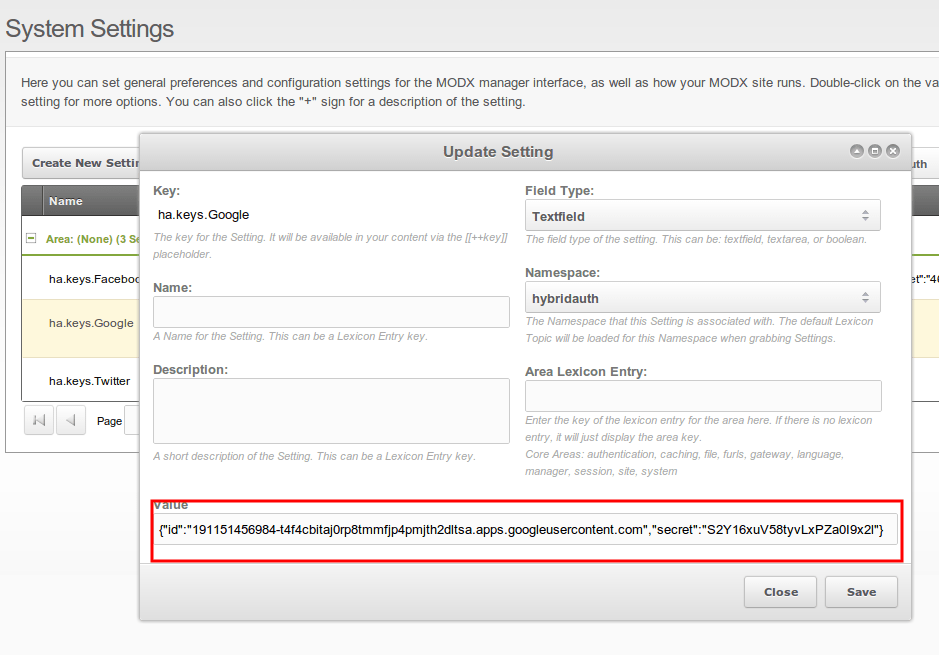 System Settings
Here you can set general preferences and configuration settings for the MODX manager interface, as well as how your MODX site runs. Double-click on the va
setting for more options. You can also click the "+" sign for a description of the setting.
Create New Settin
uth
Update Setting
Name
Area: (None) (3 Se
ha.keys.Faceboo
et":"46
ha.keys.Google
ha.keys.Twitter
Page
Key:
ha.keys.Google
The key for the Setting. It will be available in your content via the [[++key]]
placeholder.
Name:
A Name for the Setting. This can be a Lexicon Entry key.
Description:
A short description of the Setting. This can be a Lexicon Entry key.
Field Type:
Textfield
The field type of the setting. This can be: textfield, textarea, or boolean.
Namespace:
hybridauth
The Namespace that this Setting is associated with. The default Lexicon
Topic will be loaded for this Namespace when grabbing Settings.
Area Lexicon Entry:
Enter the key of the lexicon entry for the area here. If there is no lexicon
entry, it will just display the area key.
Core Areas: authentication, caching, file, furls, gateway, language,
manager, session, site, system
Value
{"id":"191151456984-t4f4cbitaj0rp8tmmfjp4pmjth2dltsa.apps.googleusercontent.com","secret":"S2Y16xuV58tyvLxPZa0I9x2l"}
Close
Save